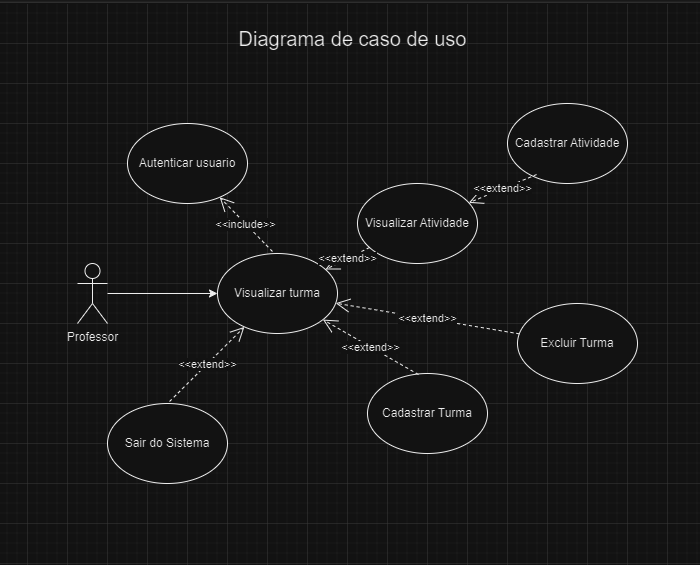 Diagrama de caso de uso
Cadastrar Atividade
Autenticar usuario
<<extend>>
<<include>>
Visualizar Atividade
<<extend>>
Visualizar turma
Professor
<<extend>>
Excluir Turma
<<extend>>
<<extend>>
Cadastrar Turma
Sair do Sistema